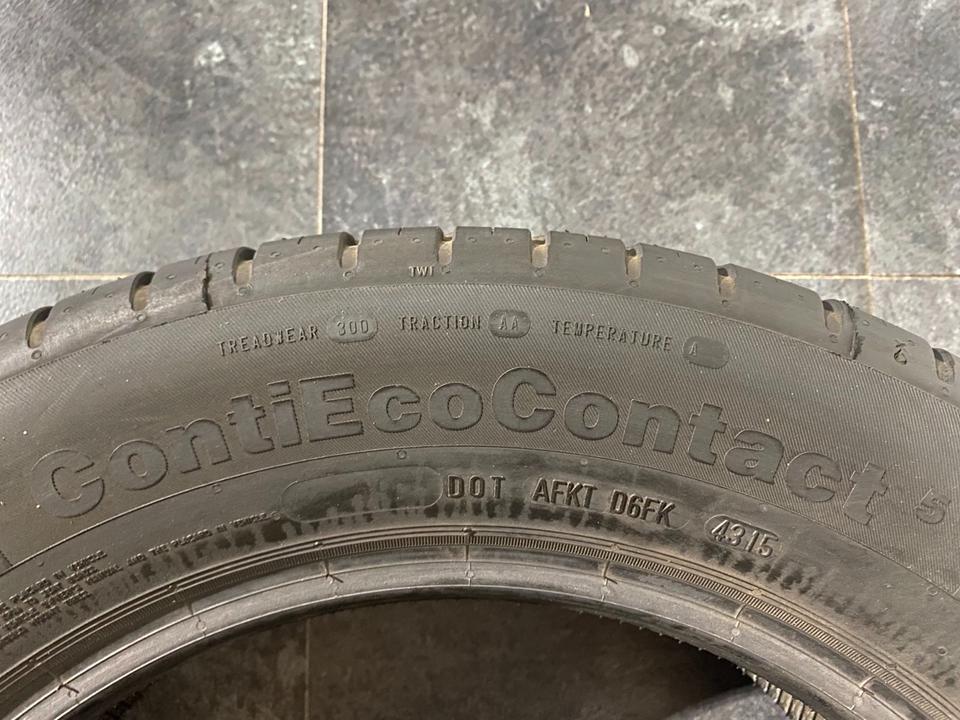 TWI
TREADWEAR 300 TRACTION AA TEMPERATURE A
ContiEcoContact 5
DOT AFKT D6FK 4315